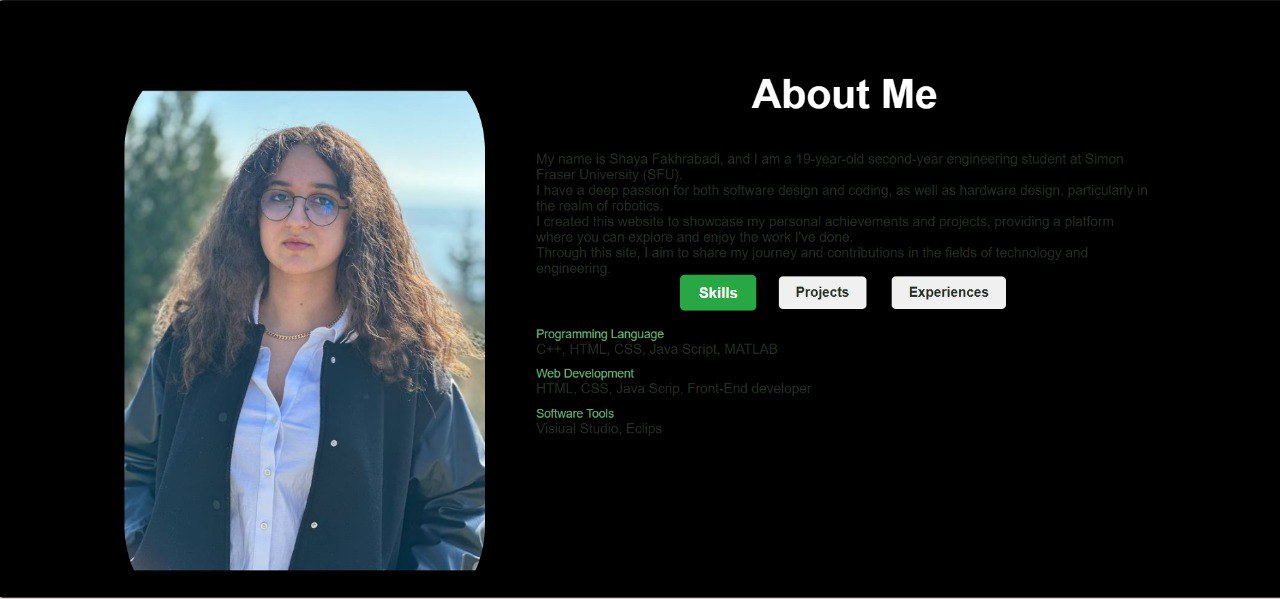 About Me
My name is Shaya Fakhrabadi, and I am a 19-year-old second-year engineering student at Simon
Fraser University (SFU).
I have a deep passion for both software design and coding, as well as hardware design, particularly in
the realm of robotics.
I created this website to showcase my personal achievements and projects, providing a platform
where you can explore and enjoy the work I've done.
Through this site, I aim to share my journey and contributions in the fields of technology and
engineering.
Skills Projects Experiences
Programming Language
C++, HTML, CSS, Java Script, MATLAB
Web Development
HTML, CSS, Java Scrip, Front-End developer
Software Tools
Visiual Studio, Eclips